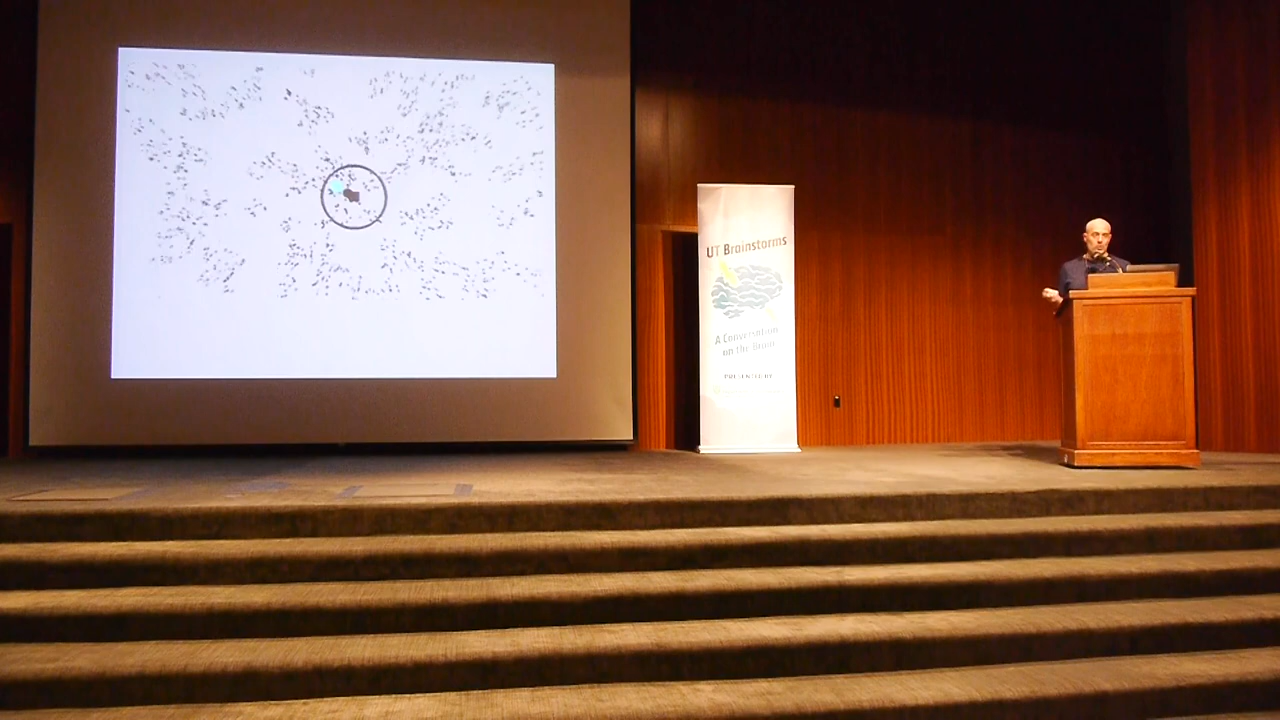 UT Brainstorms
A Conversation
on the Brain
PRESENTED BY